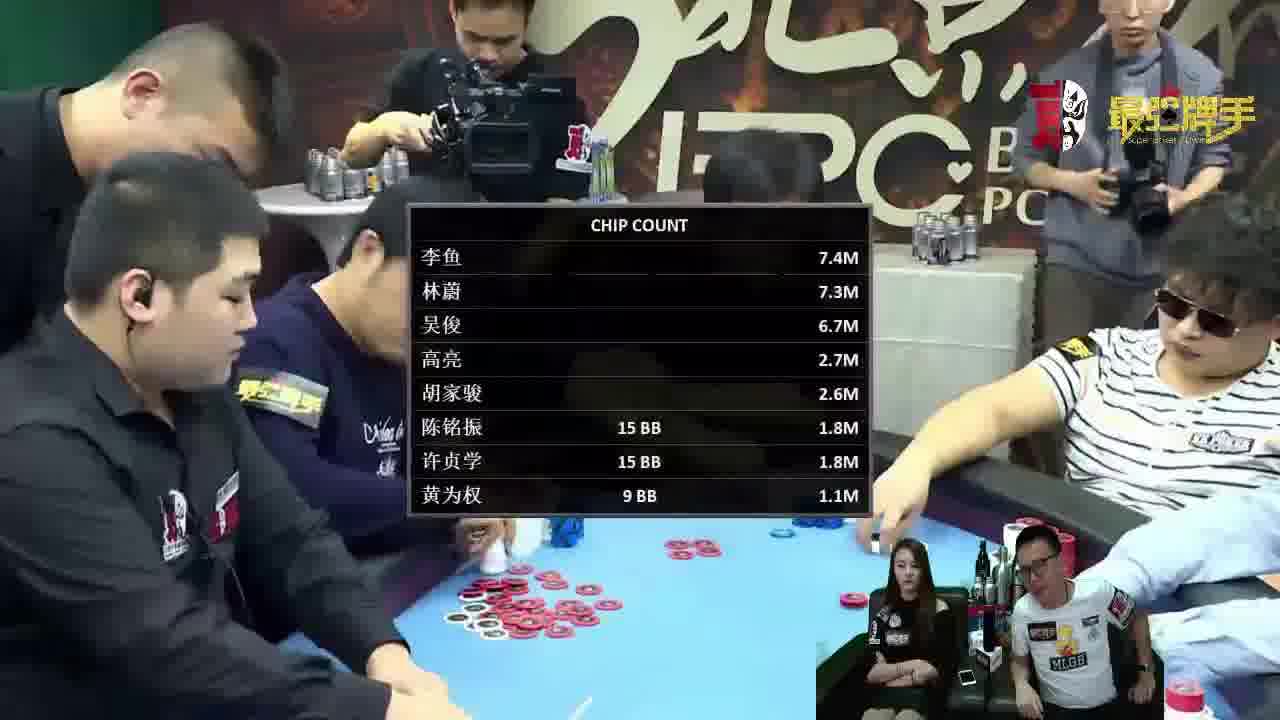 最强牌手
CHIP COUNT
李鱼 7.4M
林蔚 7.3M
吴俊 6.7M
高亮 2.7M
胡家骏 2.6M
陈铭振 15 BB 1.8M
许贞学 15 BB 1.8M
黄为权 9 BB 1.1M
MLGB